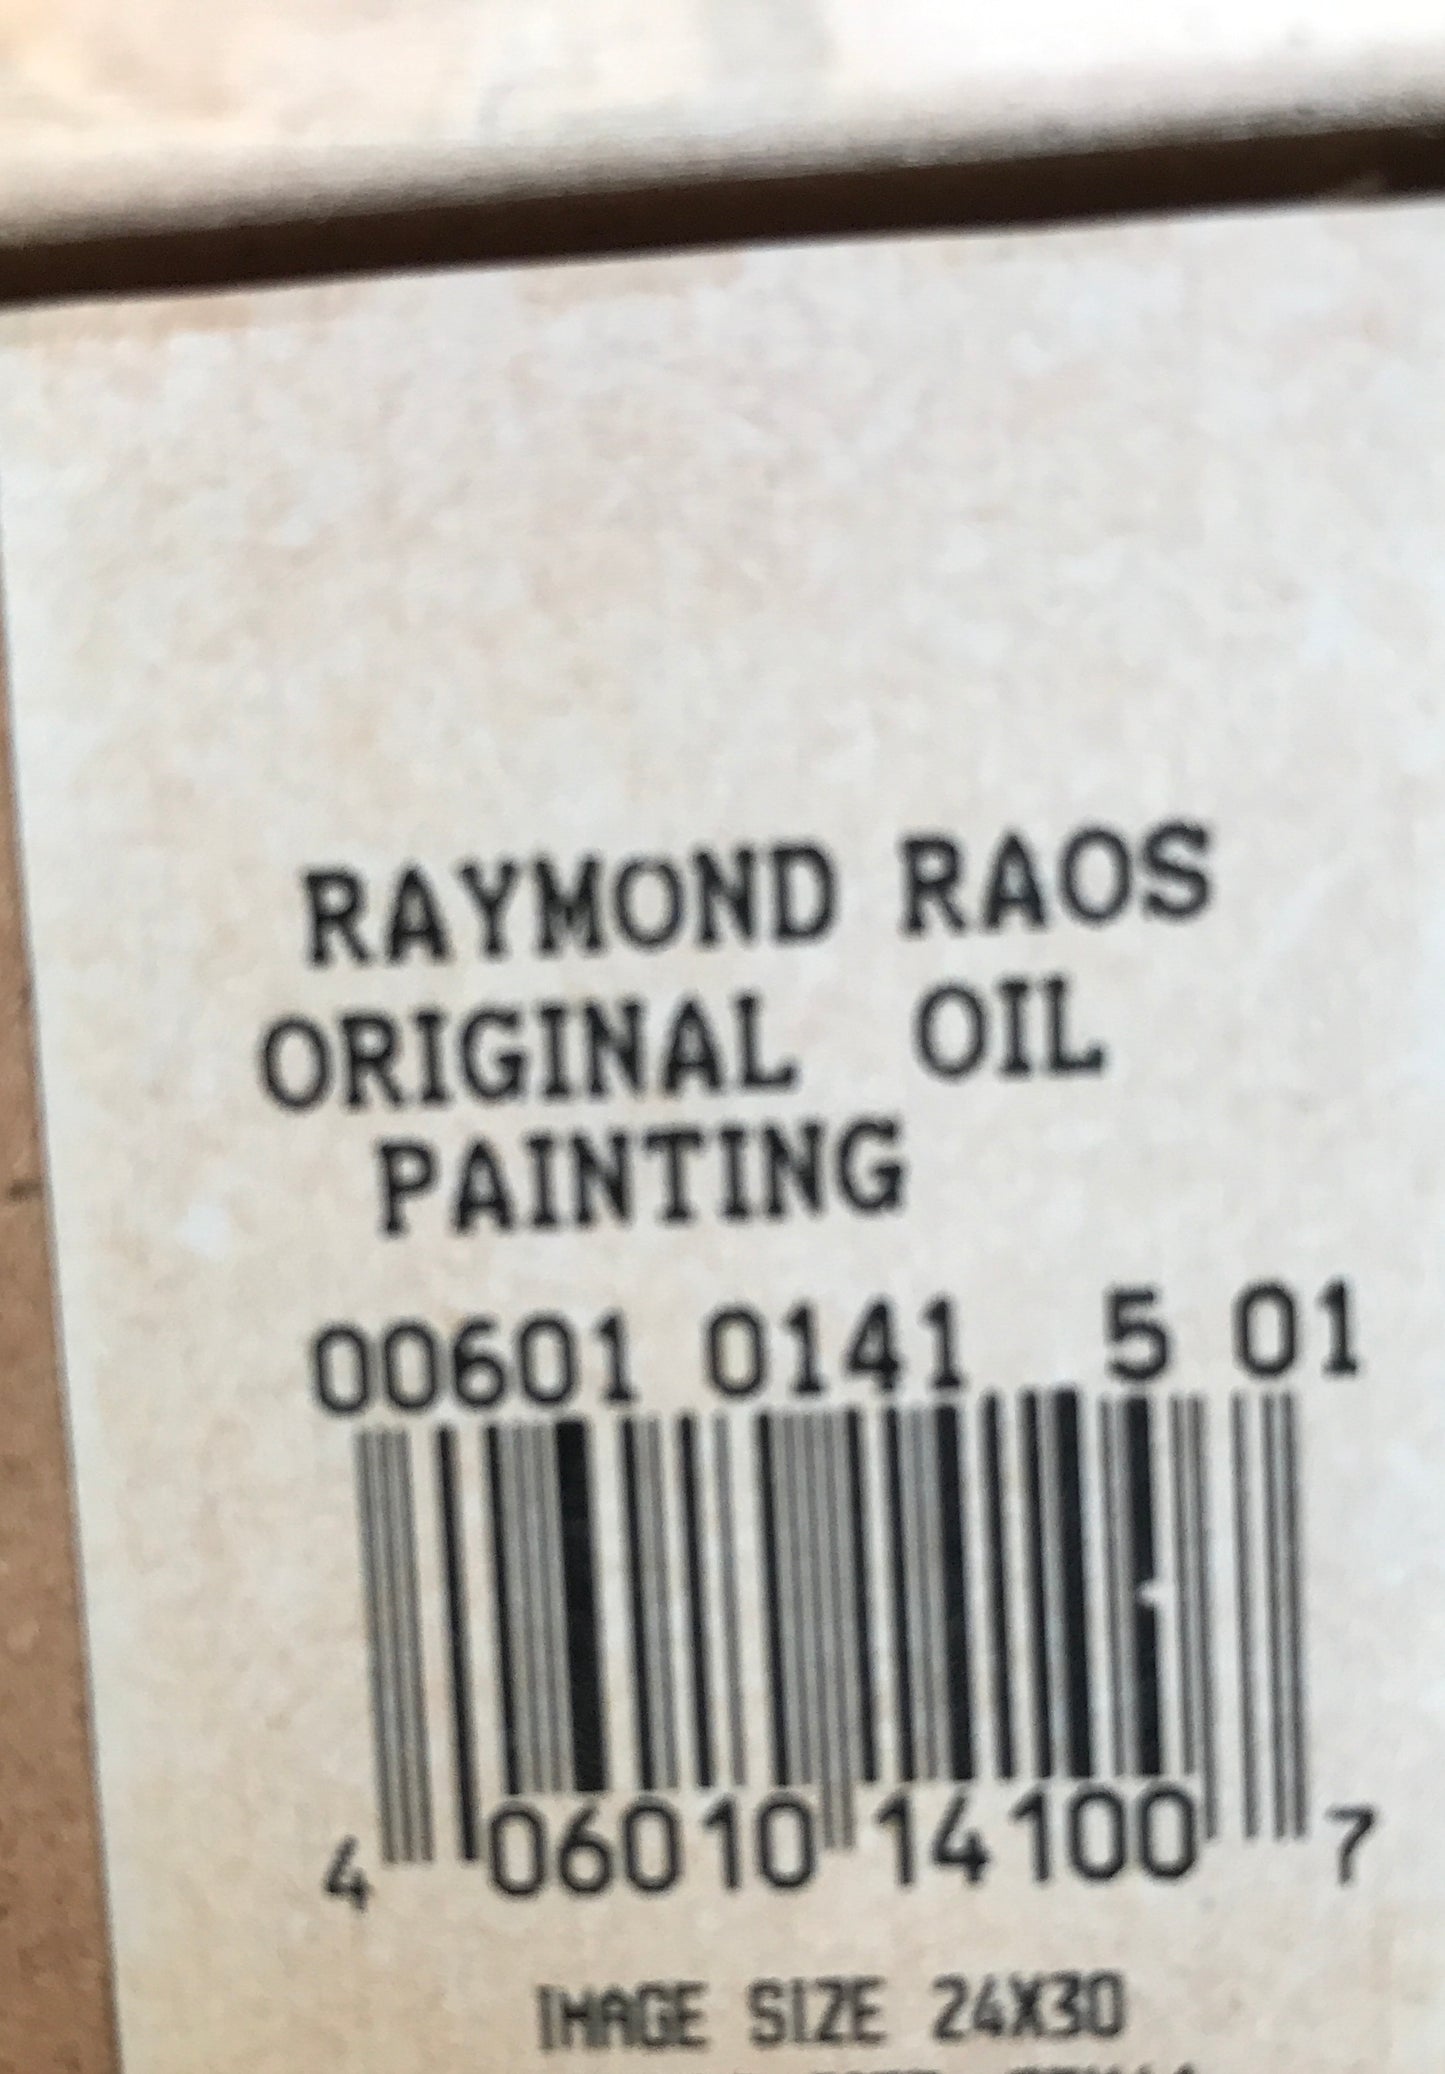 RAYMOND RAOS
ORIGINAL OIL
PAINTING
00601 0141 5 01
4 06010 14100 7
IMAGE SIZE 24X30